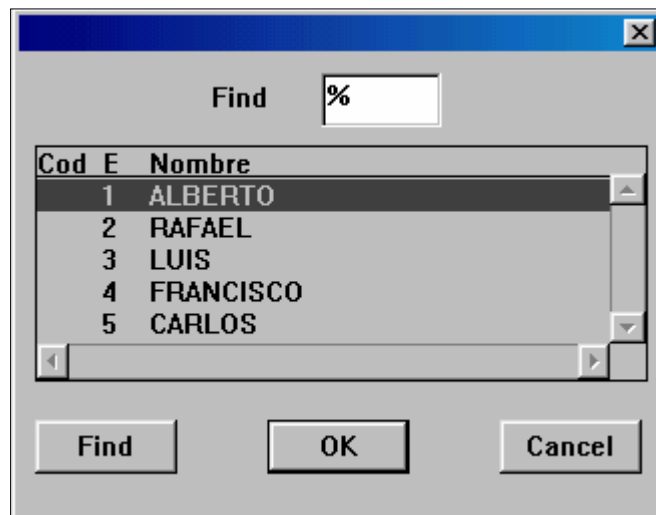 Find %
Cod E Nombre
1 ALBERTO
2 RAFAEL
3 LUIS
4 FRANCISCO
5 CARLOS
Find OK Cancel